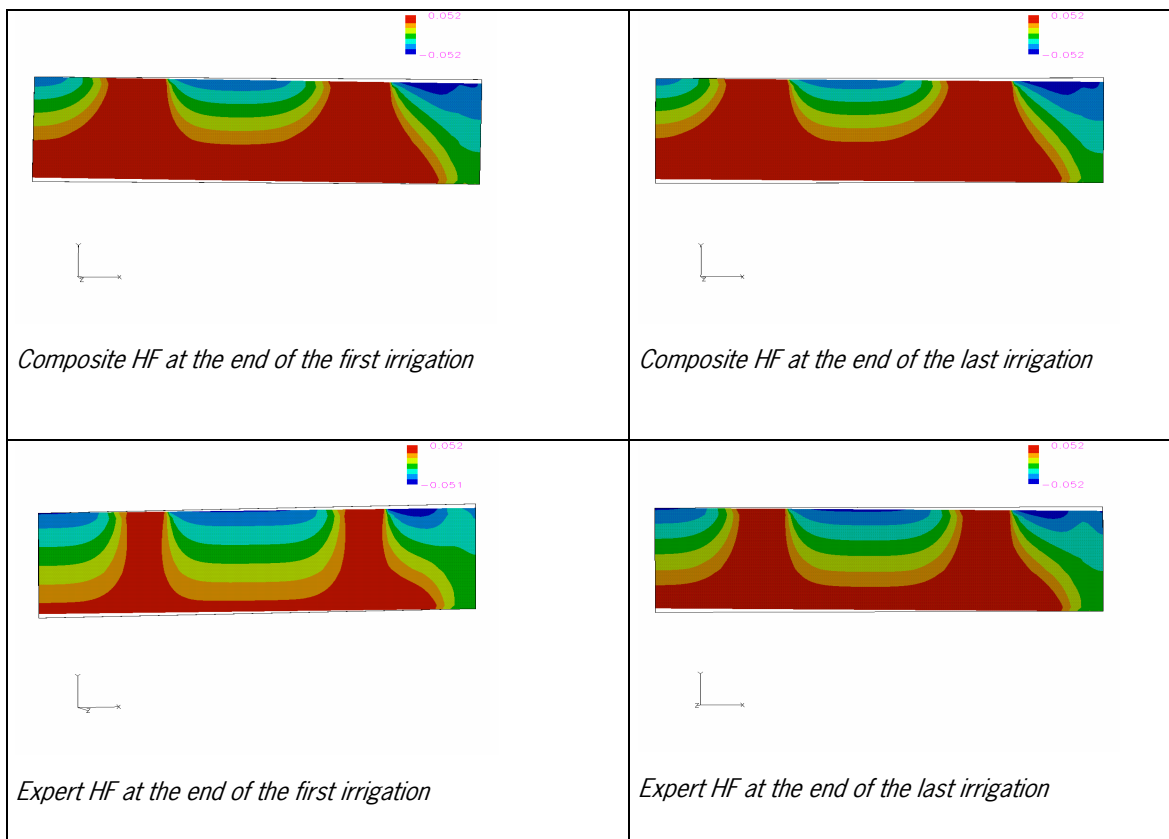 0.052
-0.052
Y
Z
X
Composite HF at the end of the first irrigation
0.052
-0.052
Y
Z
X
Composite HF at the end of the last irrigation
0.052
-0.051
Y
Z
X
Expert HF at the end of the first irrigation
0.052
-0.052
Y
Z
X
Expert HF at the end of the last irrigation